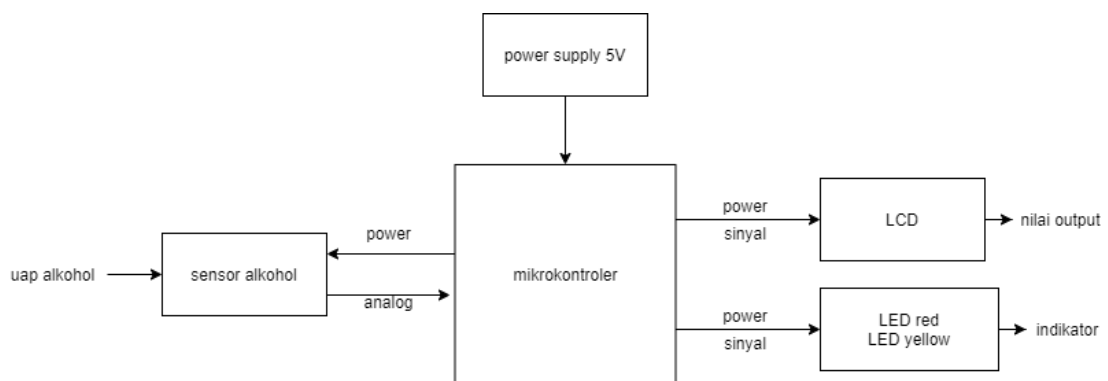 power supply 5V
power
sinyal
LCD
nilai output
uap alkohol
sensor alkohol
power
analog
mikrokontroler
power
sinyal
LED red
LED yellow
indikator